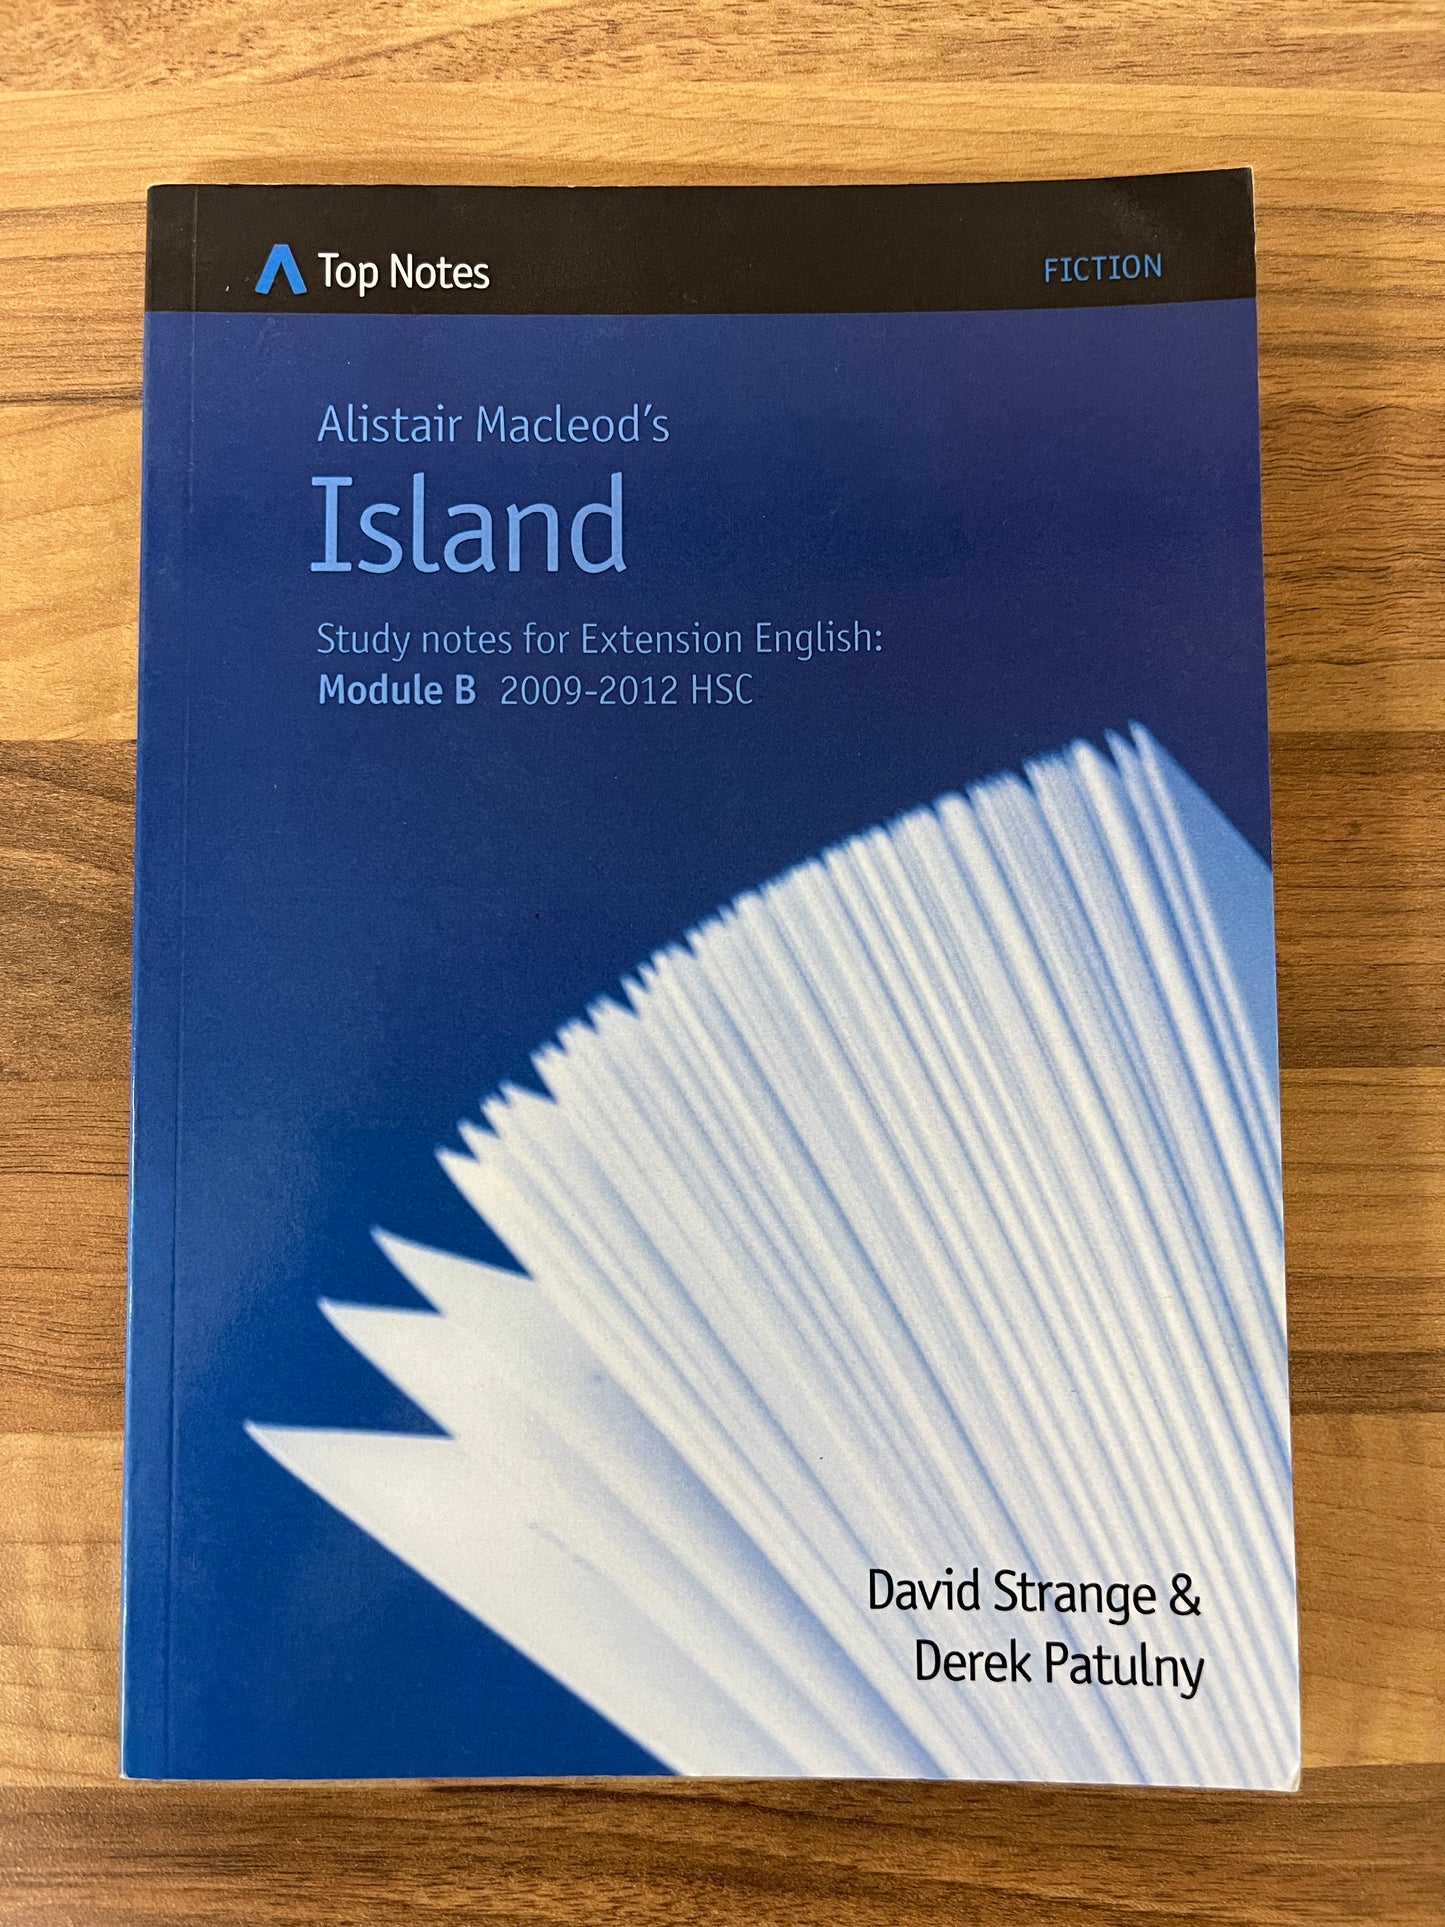 Top Notes
FICTION
Alistair Macleod's
Island
Study notes for Extension English:
Module B 2009-2012 HSC
David Strange &
Derek Patulny